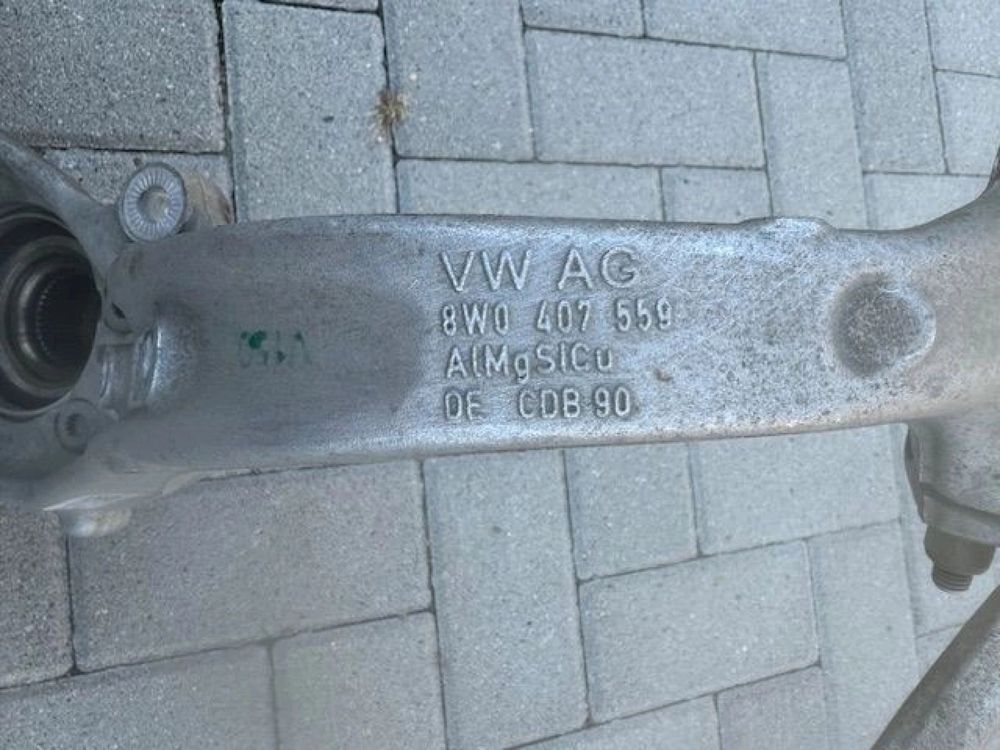 VW AG
8W0 407 559
AlMgSiCu
DE CDB 90